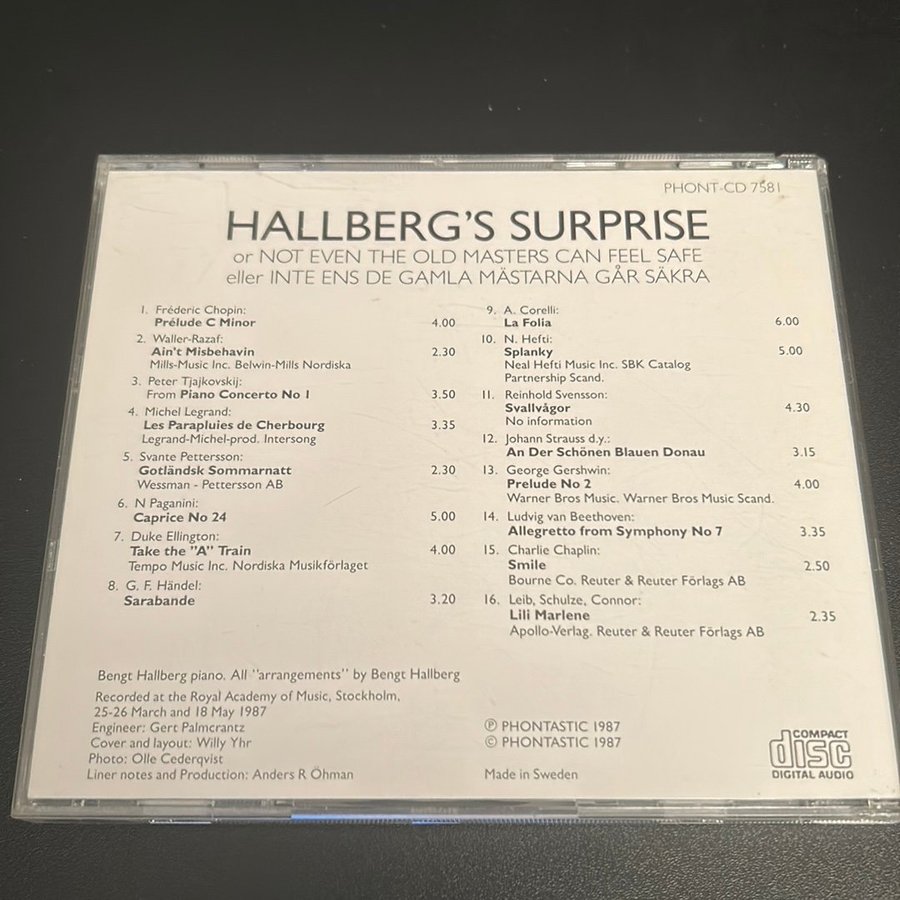 PHONT-CD 7581
HALLBERG'S SURPRISE
or NOT EVEN THE OLD MASTERS CAN FEEL SAFE
eller INTE ENS DE GAMLA MÄSTARNA GÅR SÄKRA
1. Fréderic Chopin:
Prélude C Minor 4.00
2. Waller-Razaf:
Ain't Misbehavin 2.30
Mills-Music Inc. Belwin-Mills Nordiska
3. Peter Tjajkovskij:
From Piano Concerto No 1 3.50
4. Michel Legrand:
Les Parapluies de Cherbourg 3.35
Legrand-Michel-prod. Intersong
5. Svante Pettersson:
Gotländsk Sommarnatt 2.30
Wessman - Pettersson AB
6. N Paganini:
Caprice No 24 5.00
7. Duke Ellington:
Take the "A" Train 4.00
Tempo Music Inc. Nordiska Musikförlaget
8. G. F. Händel:
Sarabande 3.20
9. A. Corelli:
La Folía 6.00
10. N. Hefti:
Splanky 5.00
Neal Hefti Music Inc. SBK Catalog
Partnership Scand.
11. Reinhold Svensson:
Svallvågor 4.30
No information
12. Johann Strauss d.y.:
An Der Schönen Blauen Donau 3.15
13. George Gershwin:
Prelude No 2 4.00
Warner Bros Music. Warner Bros Music Scand.
14. Ludvig van Beethoven:
Allegretto from Symphony No 7 3.35
15. Charlie Chaplin:
Smile 2.50
Bourne Co. Reuter & Reuter Förlags AB
16. Leib, Schulze, Connor:
Lili Marlene 2.35
Apollo-Verlag. Reuter & Reuter Förlags AB
Bengt Hallberg piano. All "arrangements" by Bengt Hallberg
Recorded at the Royal Academy of Music, Stockholm,
25-26 March and 18 May 1987
Engineer: Gert Palmcrantz
Cover and layout: Willy Yhr
Photo: Olle Cederqvist
Liner notes and Production: Anders R Öhman
℗ PHONTASTIC 1987
© PHONTASTIC 1987
Made in Sweden
COMPACT
disc
DIGITAL AUDIO